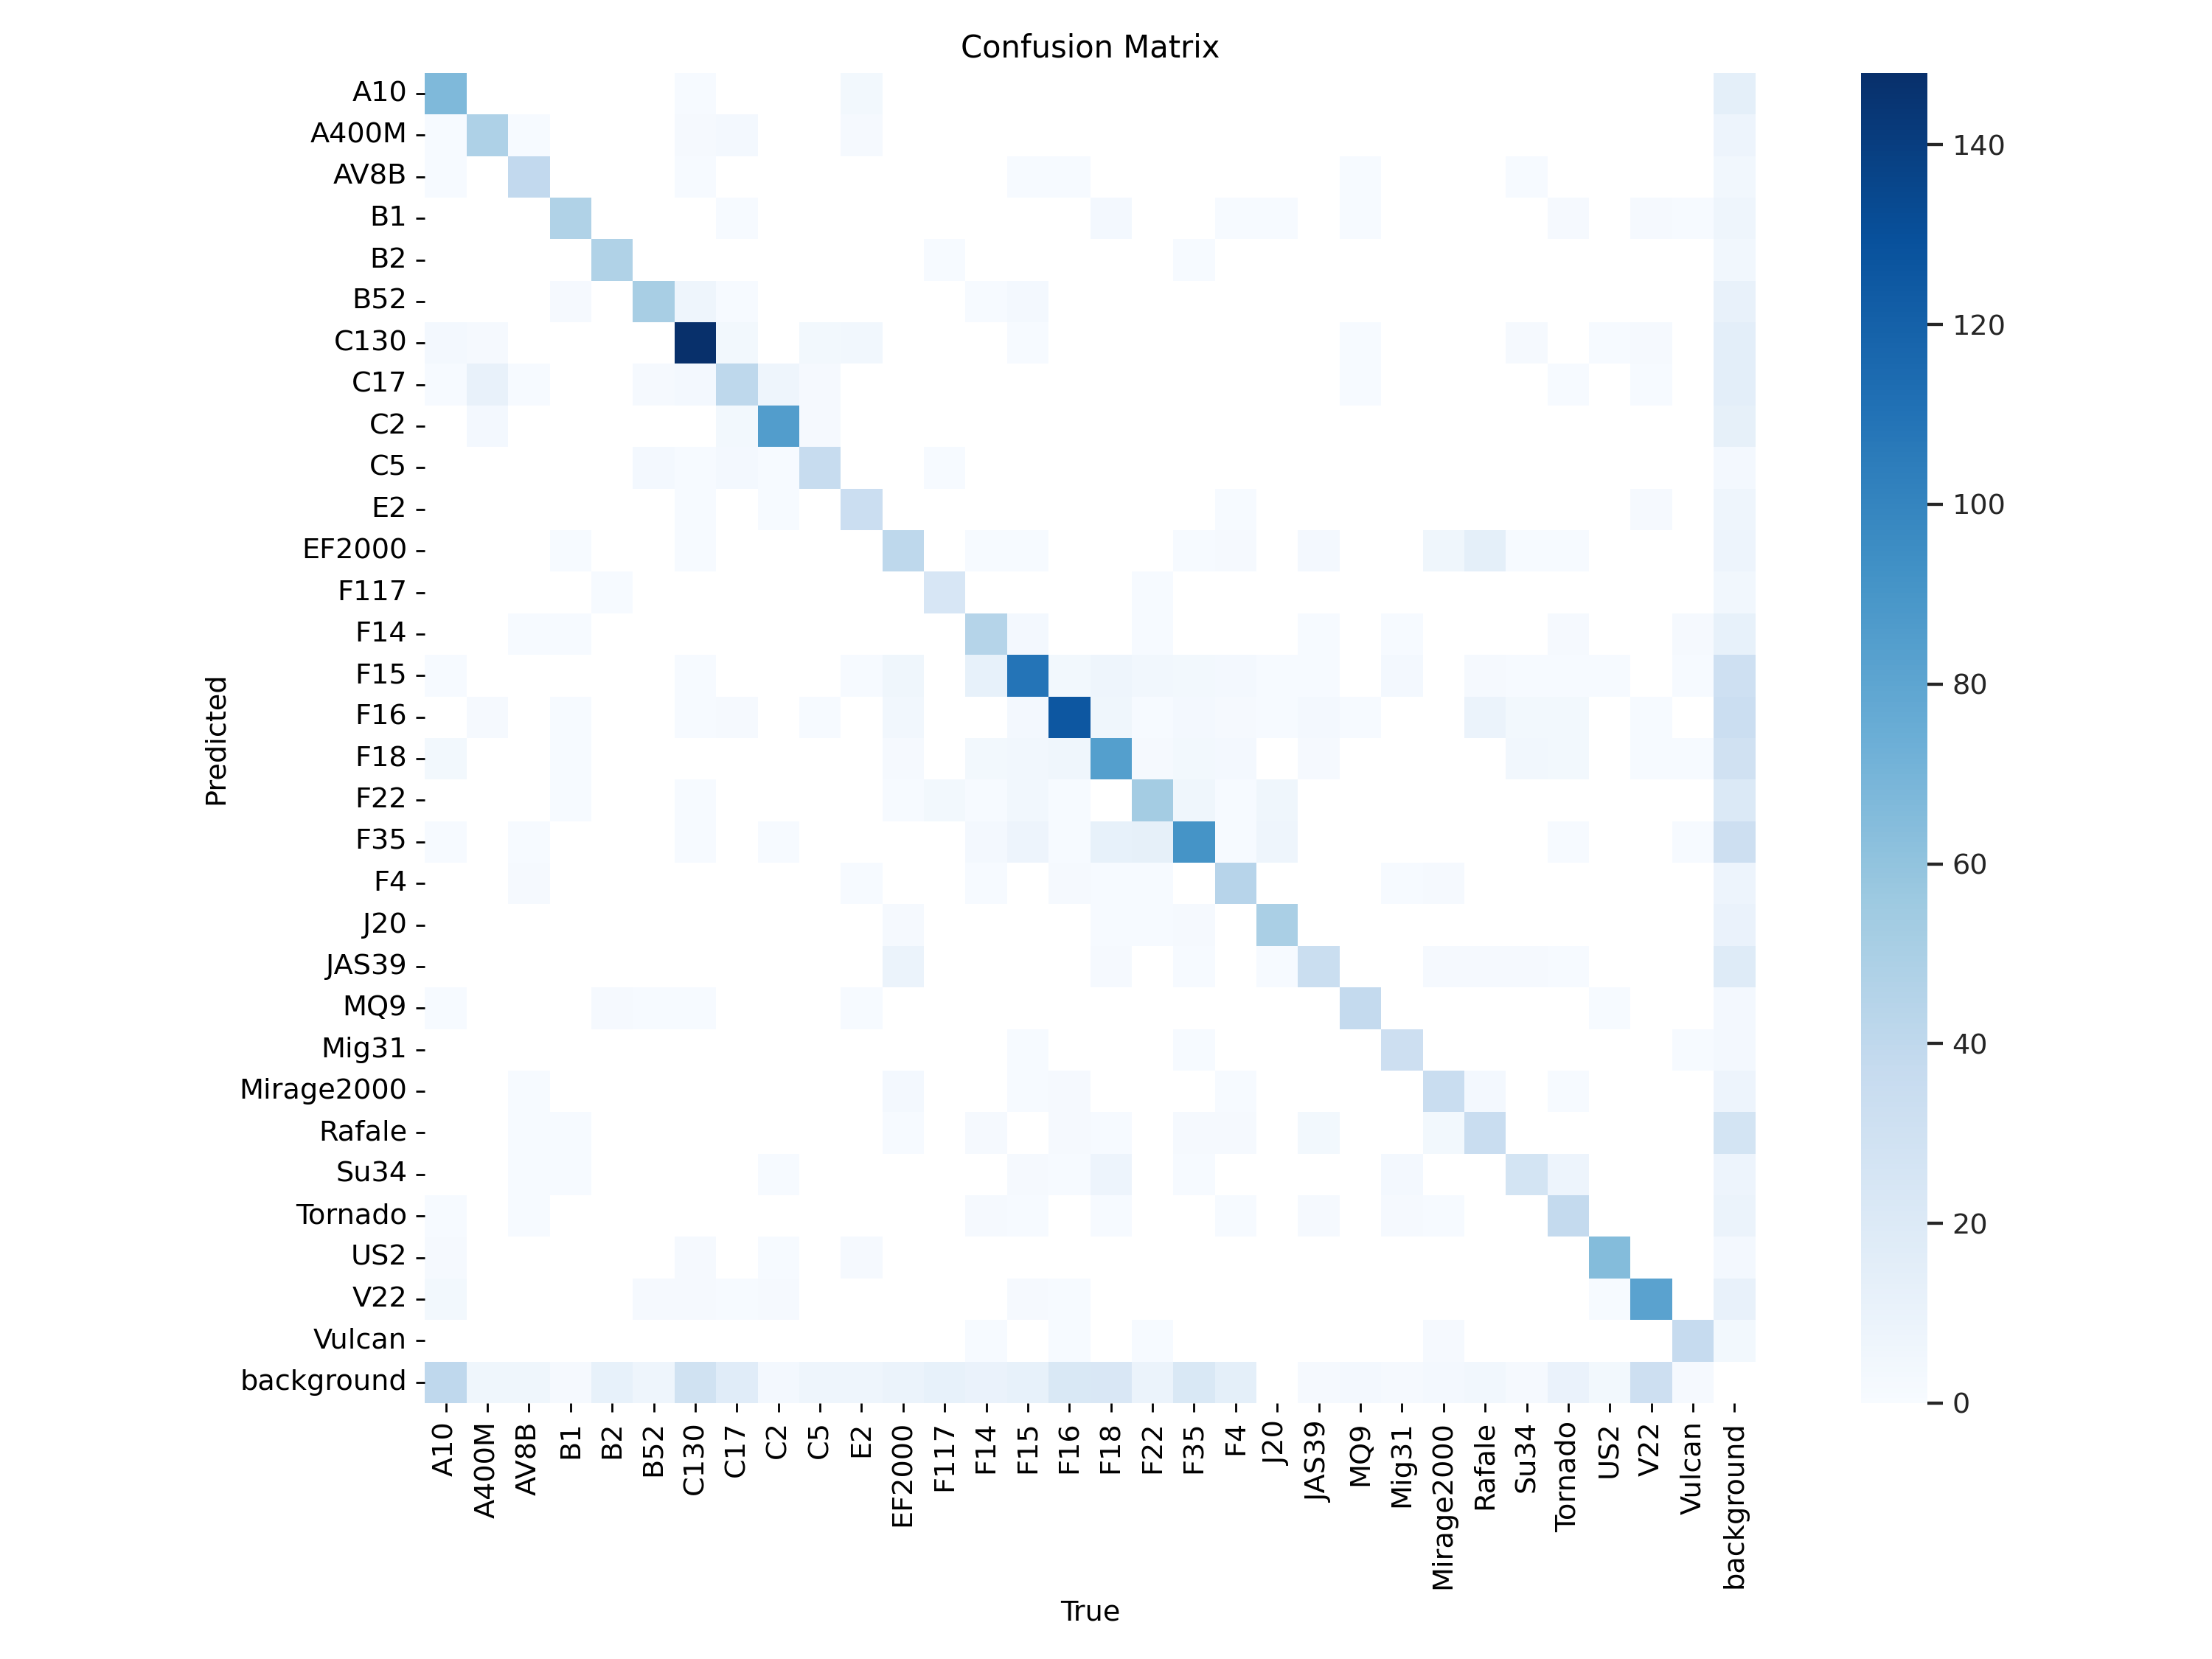 Confusion Matrix
A10
A400M
AV8B
B1
B2
B52
C130
C17
C2
C5
E2
EF2000
F117
F14
F15
F16
F18
F22
F35
F4
J20
JAS39
MQ9
Mig31
Mirage2000
Rafale
Su34
Tornado
US2
V22
Vulcan
background
Predicted
A10
A400M
AV8B
B1
B2
B52
C130
C17
C2
C5
E2
EF2000
F117
F14
F15
F16
F18
F22
F35
F4
J20
JAS39
MQ9
Mig31
Mirage2000
Rafale
Su34
Tornado
US2
V22
Vulcan
background
True
140
120
100
80
60
40
20
0